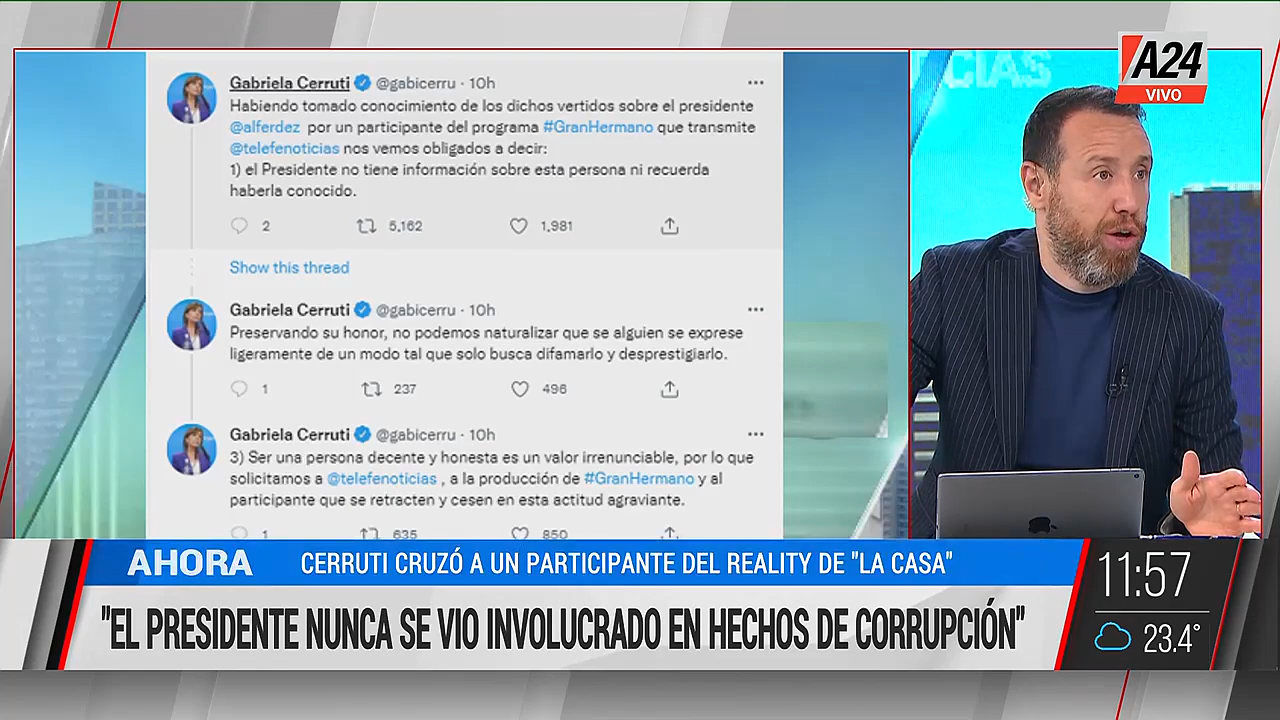 Gabriela Cerruti @gabicerru · 10h
Habiendo tomado conocimiento de los dichos vertidos sobre el presidente
@alferdez por un participante del programa #GranHermano que transmite
@telefenoticias nos vemos obligados a decir:
1) el Presidente no tiene información sobre esta persona ni recuerda
haberla conocido.
2 5,162 1,981
Show this thread
Gabriela Cerruti @gabicerru · 10h
Preservando su honor, no podemos naturalizar que se alguien se exprese
ligeramente de un modo tal que solo busca difamarlo y desprestigiarlo.
1 237 496
Gabriela Cerruti @gabicerru · 10h
3) Ser una persona decente y honesta es un valor irrenunciable, por lo que
solicitamos a @telefenoticias , a la producción de #GranHermano y al
participante que se retracten y cesen en esta actitud agraviante.
1 635 850
CIAS
A24
VIVO
AHORA CERRUTI CRUZÓ A UN PARTICIPANTE DEL REALITY DE "LA CASA"
"EL PRESIDENTE NUNCA SE VIO INVOLUCRADO EN HECHOS DE CORRUPCIÓN"
11:57
23.4°